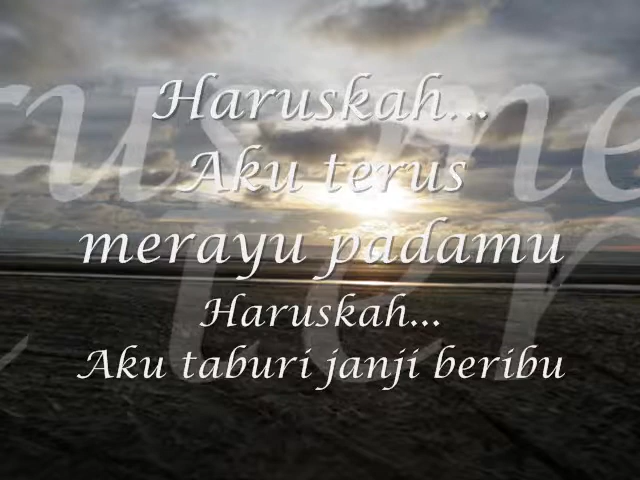 Haruskah...
Aku terus
merayu padamu
Haruskah...
Aku taburi janji beribu